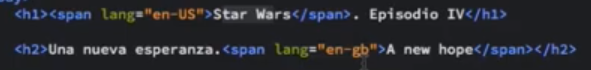 <h1><span lang="en-US">Star Wars</span>. Episodio IV</h1>
<h2>Una nueva esperanza.<span lang="en-gb">A new hope</span></h2>